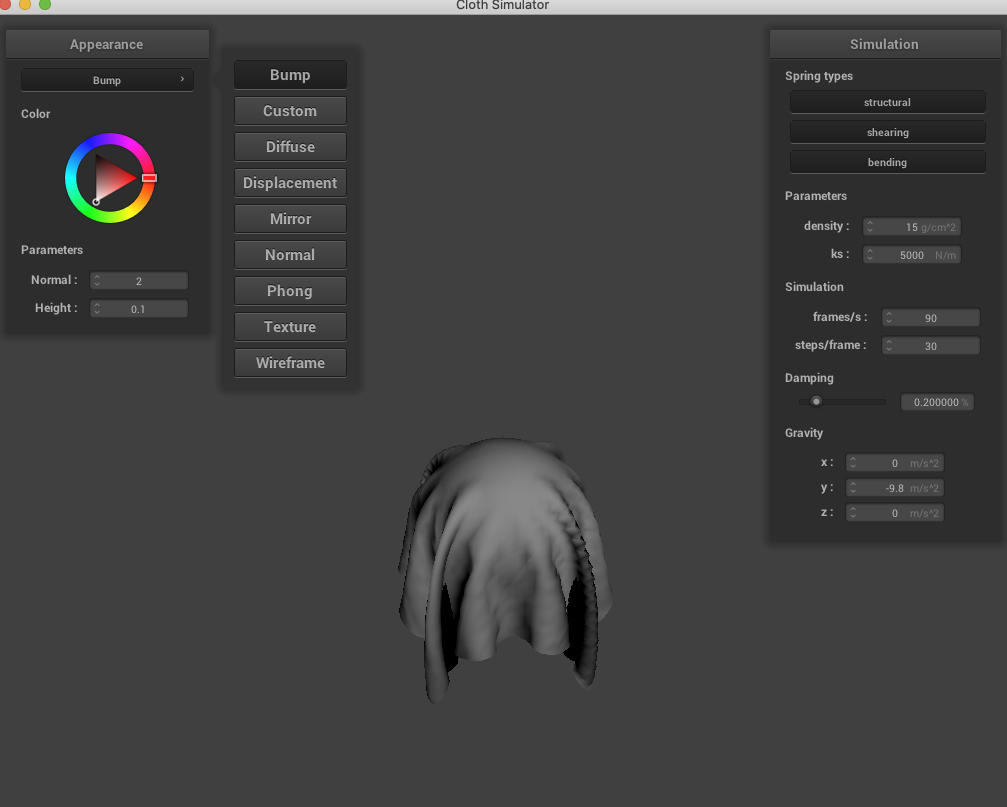 Cloth Simulator
Appearance
Bump
Color
Parameters
Normal : 2
Height : 0.1
Bump
Custom
Diffuse
Displacement
Mirror
Normal
Phong
Texture
Wireframe
Simulation
Spring types
structural
shearing
bending
Parameters
density : 15 g/cm^2
ks : 5000 N/m
Simulation
frames/s : 90
steps/frame : 30
Damping
0.200000 %
Gravity
x : 0 m/s^2
y : -9.8 m/s^2
z : 0 m/s^2